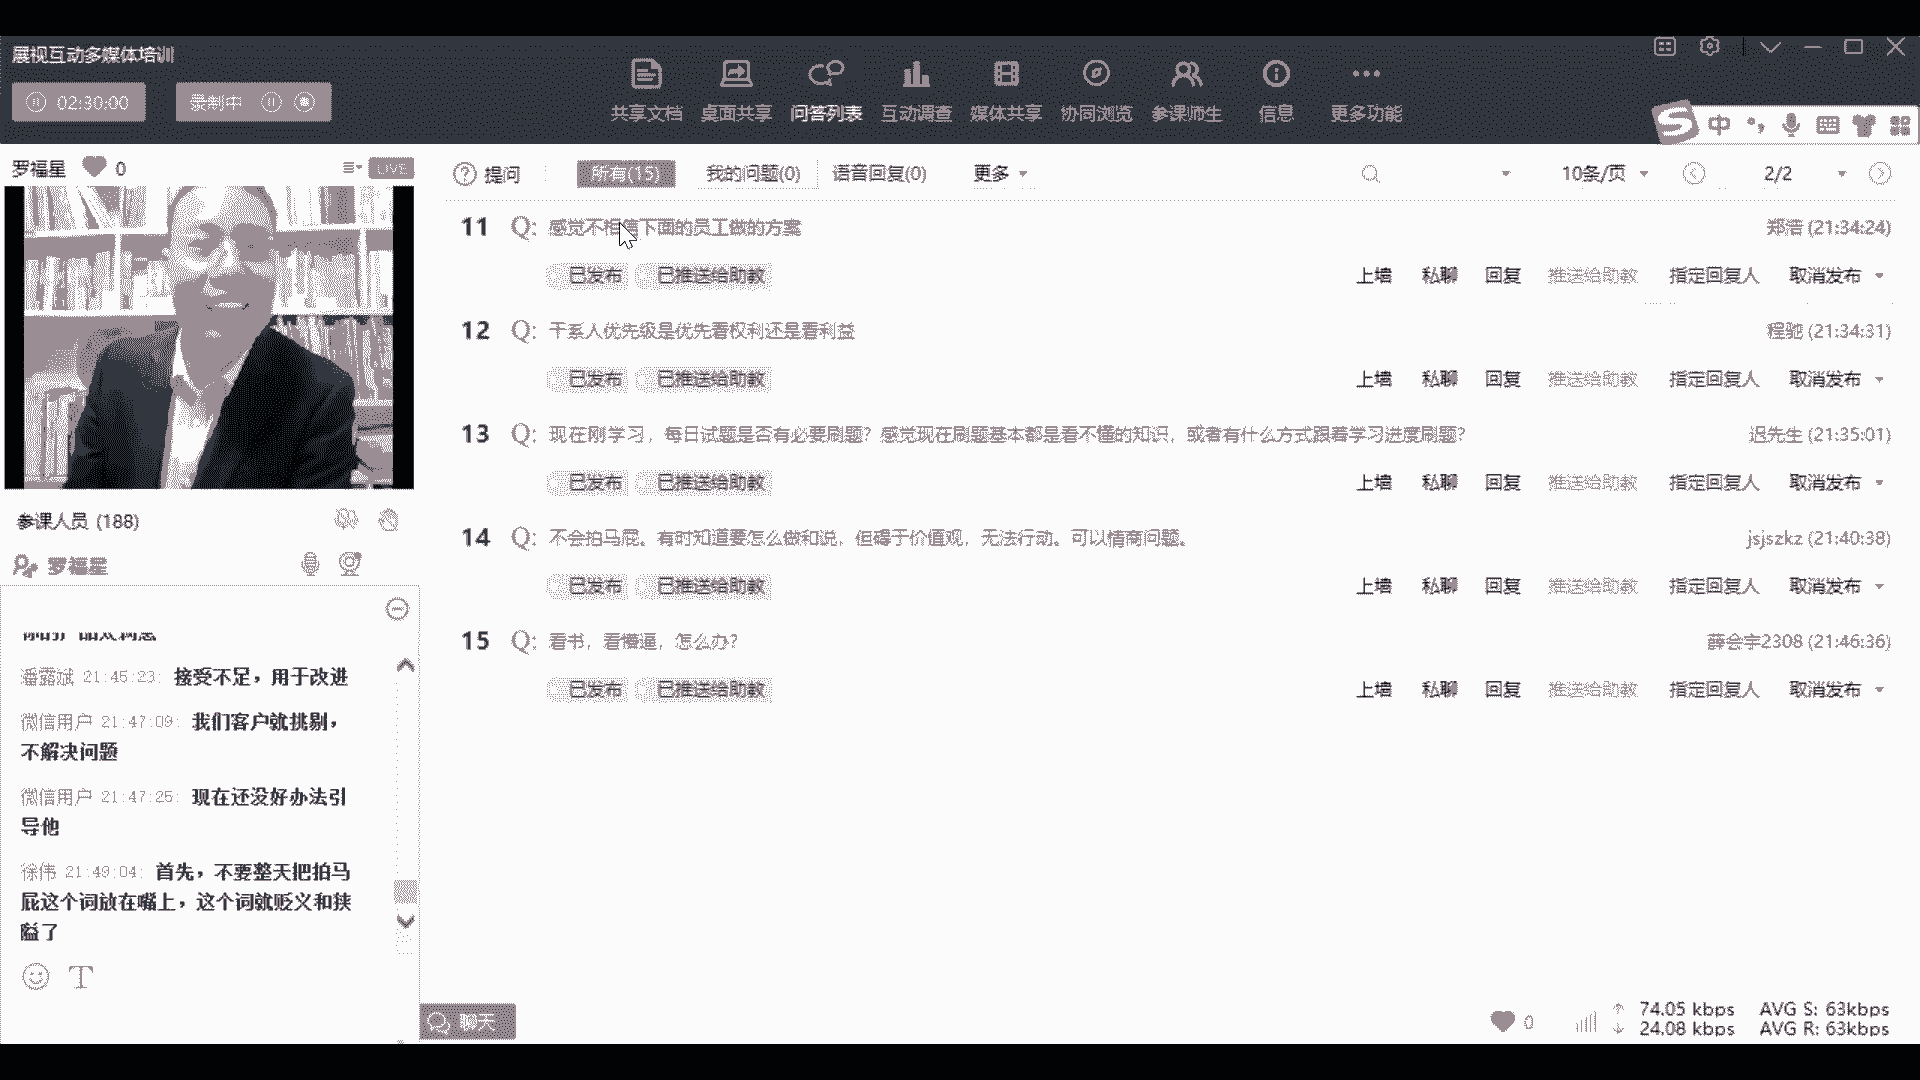 展视互动多媒体培训
02:30:00
录制中
共享文档
桌面共享
问答列表
互动调查
媒体共享
协同浏览
参课师生
信息
更多功能
中
罗福星 0
LIVE
提问
所有(15)
我的问题(0)
语音回复(0)
更多
10条/页
2/2
11 Q: 感觉不相信下面的员工做的方案 郑浩 (21:34:24)
已发布 已推送给助教 上墙 私聊 回复 推送给助教 指定回复人 取消发布
12 Q: 干系人优先级是优先看权利还是看利益 程驰 (21:34:31)
已发布 已推送给助教 上墙 私聊 回复 推送给助教 指定回复人 取消发布
13 Q: 现在刚学习，每日试题是否有必要刷题？感觉现在刷题基本都是看不懂的知识，或者有什么方式跟着学习进度刷题？ 迟先生 (21:35:01)
已发布 已推送给助教 上墙 私聊 回复 推送给助教 指定回复人 取消发布
14 Q: 不会拍马屁。有时知道要怎么做和说，但碍于价值观，无法行动。可以情商问题。 jsjszkz (21:40:38)
已发布 已推送给助教 上墙 私聊 回复 推送给助教 指定回复人 取消发布
15 Q: 看书，看懵逼，怎么办？ 薛会宇2308 (21:46:36)
已发布 已推送给助教 上墙 私聊 回复 推送给助教 指定回复人 取消发布
参课人员 (188)
罗福星
潘露斌 21:45:23: 接受不足，用于改进
微信用户 21:47:09: 我们客户就挑剔，
不解决问题
微信用户 21:47:25: 现在还没好办法引
导他
徐伟 21:49:04: 首先，不要整天把拍马
屁这个词放在嘴上，这个词就贬义和狭
隘了
聊天
0
74.05 kbps AVG S: 63kbps
24.08 kbps AVG R: 63kbps